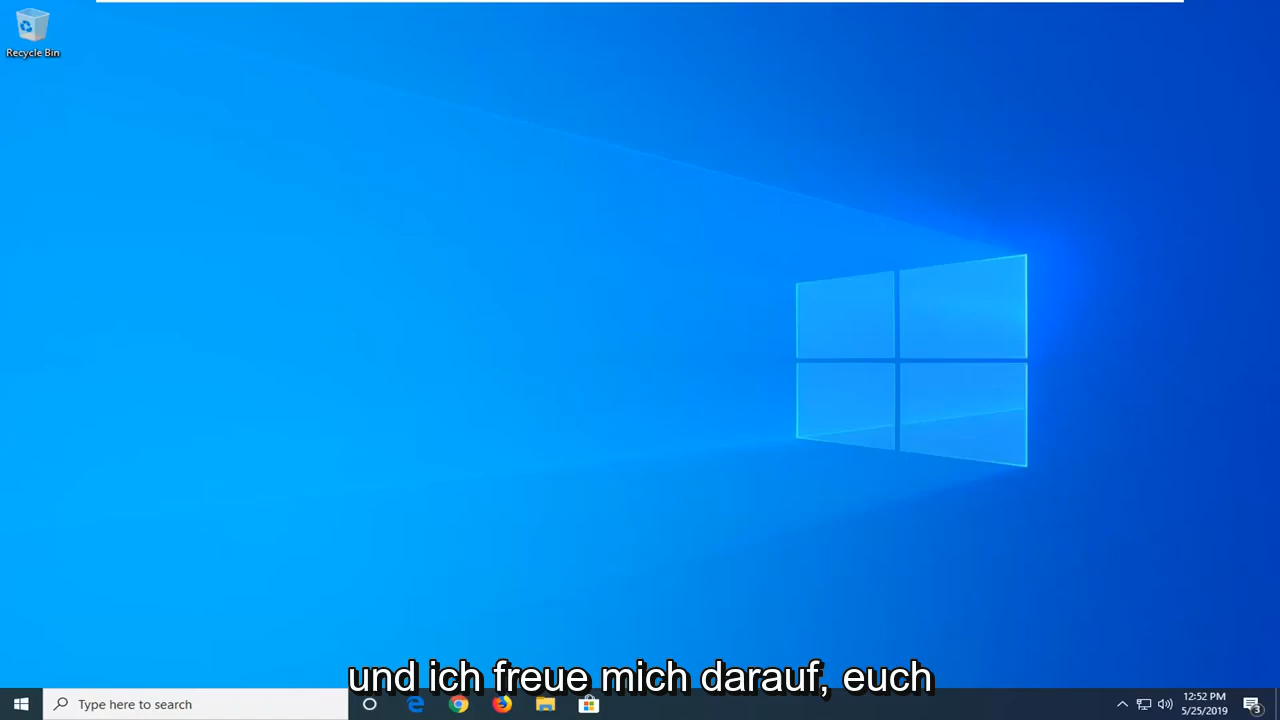 Recycle Bin
und ich freue mich darauf, euch
Type here to search
12:52 PM
5/25/2019
3